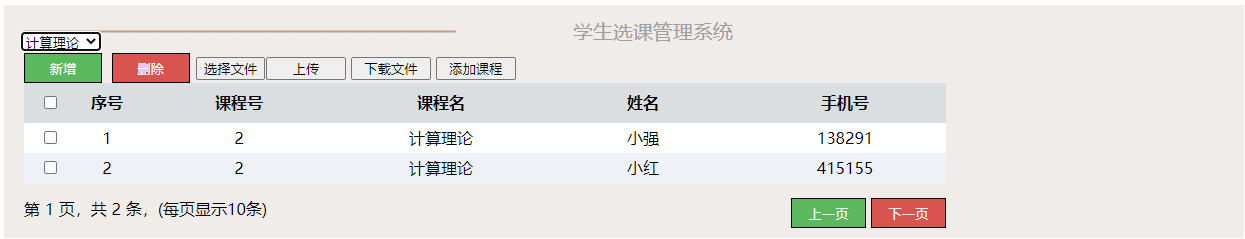 学生选课管理系统
计算理论
新增 删除 选择文件 上传 下载文件 添加课程
序号 课程号 课程名 姓名 手机号
1 2 计算理论 小强 138291
2 2 计算理论 小红 415155
第 1 页，共 2 条，(每页显示10条) 上一页 下一页